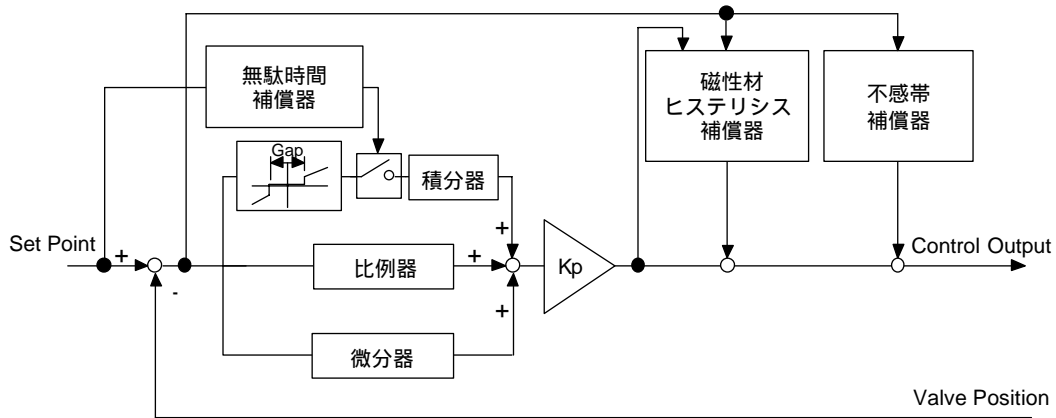 無駄時間
補償器
磁性材
ヒステリシス
補償器
不感帯
補償器
Gap
積分器
Set Point
+
-
比例器
+
+
+
Kp
Control Output
微分器
Valve Position